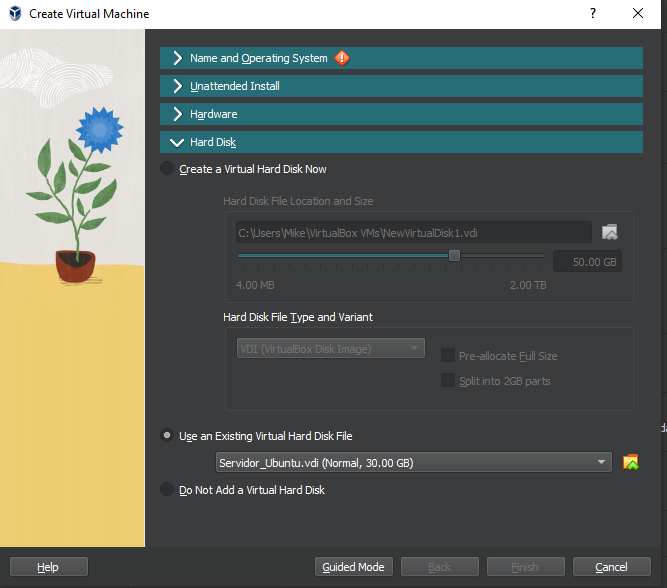 Create Virtual Machine
?
Name and Operating System
Unattended Install
Hardware
Hard Disk
Create a Virtual Hard Disk Now
Hard Disk File Location and Size
C:\Users\Mike\VirtualBox VMs\NewVirtualDisk1.vdi
50.00 GB
4.00 MB 2.00 TB
Hard Disk File Type and Variant
VDI (VirtualBox Disk Image)
Pre-allocate Full Size
Split into 2GB parts
Use an Existing Virtual Hard Disk File
Servidor_Ubuntu.vdi (Normal, 30.00 GB)
Do Not Add a Virtual Hard Disk
Help Guided Mode Back Finish Cancel